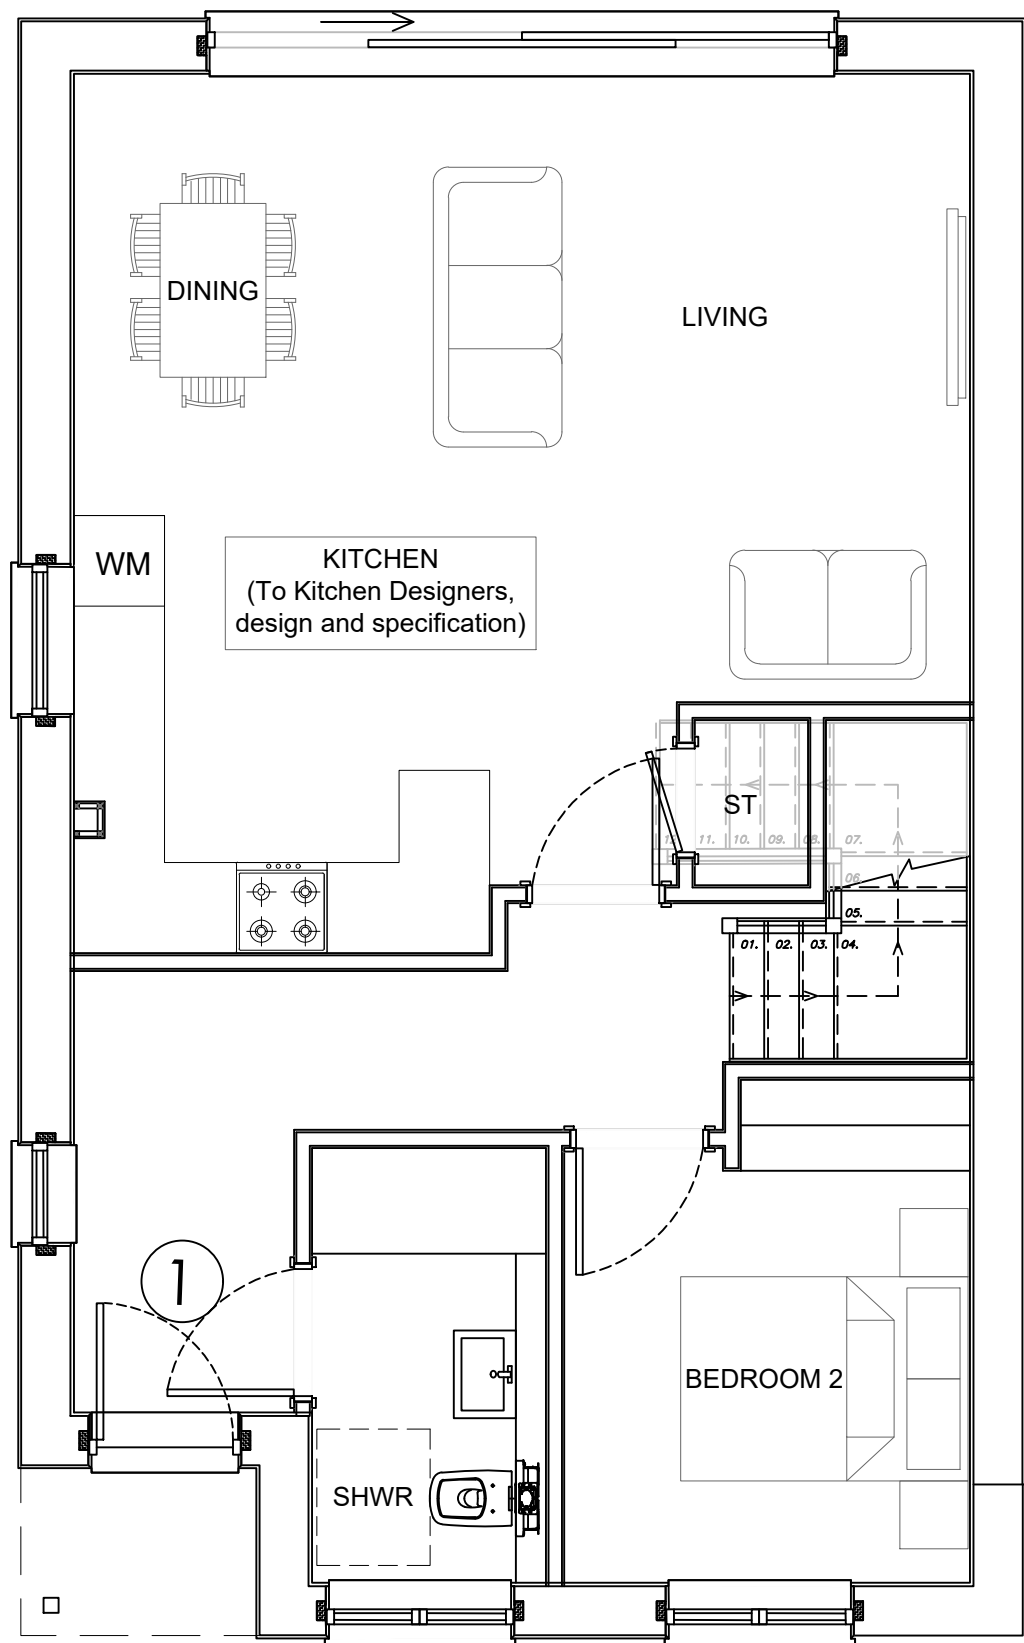 DINING
LIVING
WM
KITCHEN
(To Kitchen Designers,
design and specification)
ST
12. 11. 10. 09. 08. 07.
06.
05.
01. 02. 03. 04.
1
BEDROOM 2
SHWR